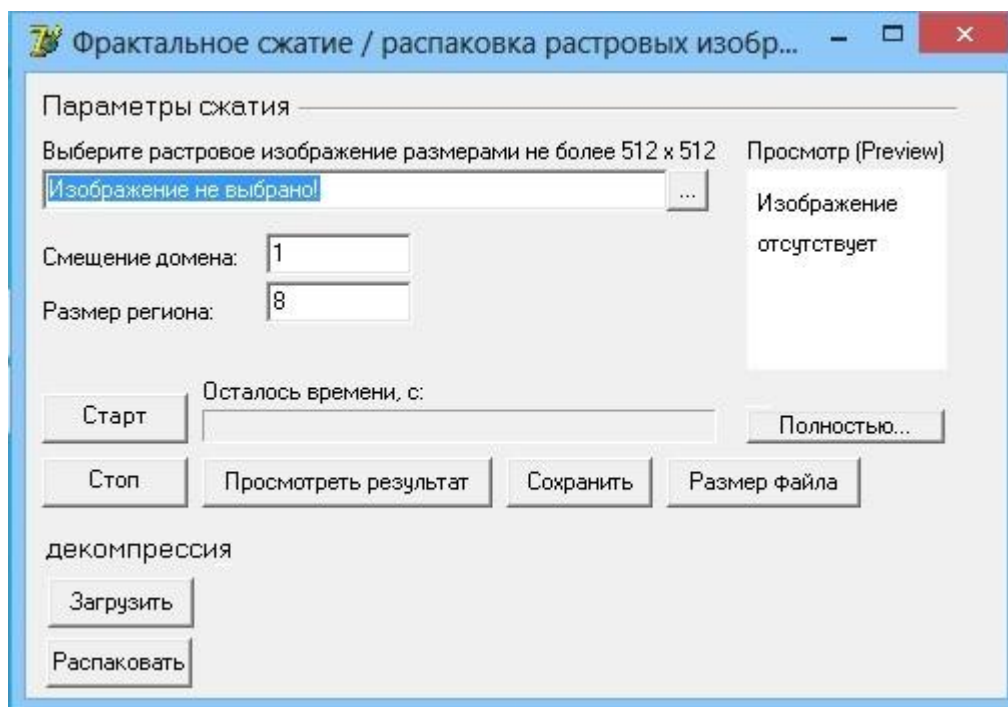 Фрактальное сжатие / распаковка растровых изобр...
Параметры сжатия
Выберите растровое изображение размерами не более 512 x 512
Просмотр (Preview)
Изображение не выбрано!
...
Изображение
отсутствует
Смещение домена:
1
Размер региона:
8
Осталось времени, с:
Старт
Полностью...
Стоп
Просмотреть результат
Сохранить
Размер файла
декомпрессия
Загрузить
Распаковать